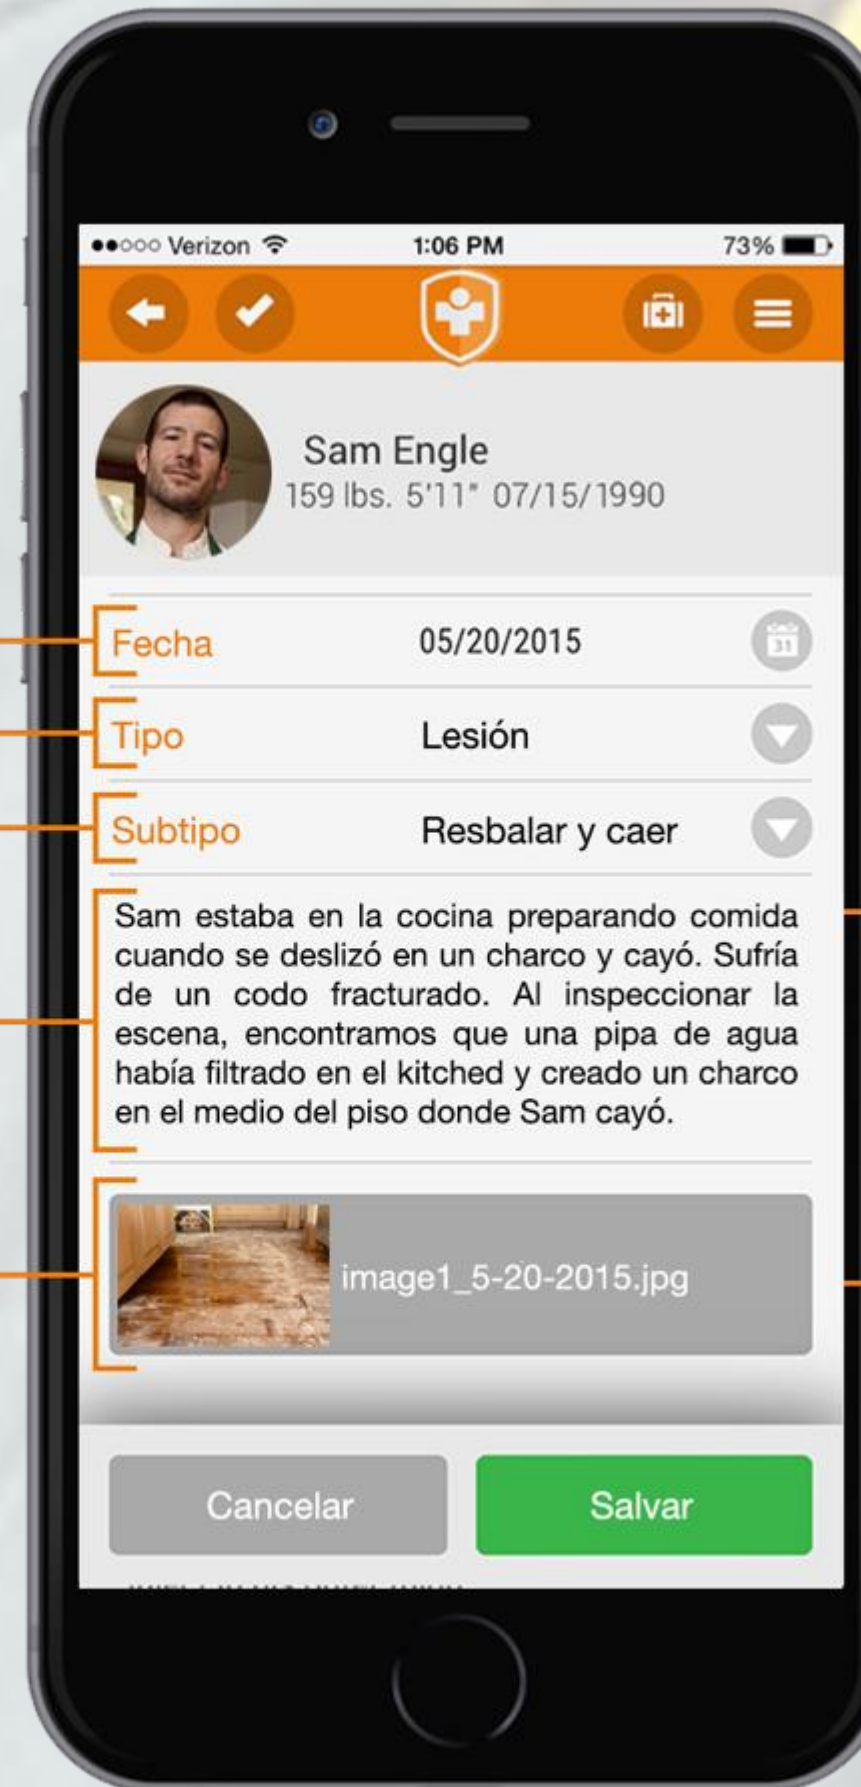 Verizon 1:06 PM 73%
Sam Engle
159 lbs. 5'11" 07/15/1990
Fecha 05/20/2015
31
Tipo Lesión
Subtipo Resbalar y caer
Sam estaba en la cocina preparando comida
cuando se deslizó en un charco y cayó. Sufría
de un codo fracturado. Al inspeccionar la
escena, encontramos que una pipa de agua
había filtrado en el kitched y creado un charco
en el medio del piso donde Sam cayó.
image1_5-20-2015.jpg
Cancelar Salvar